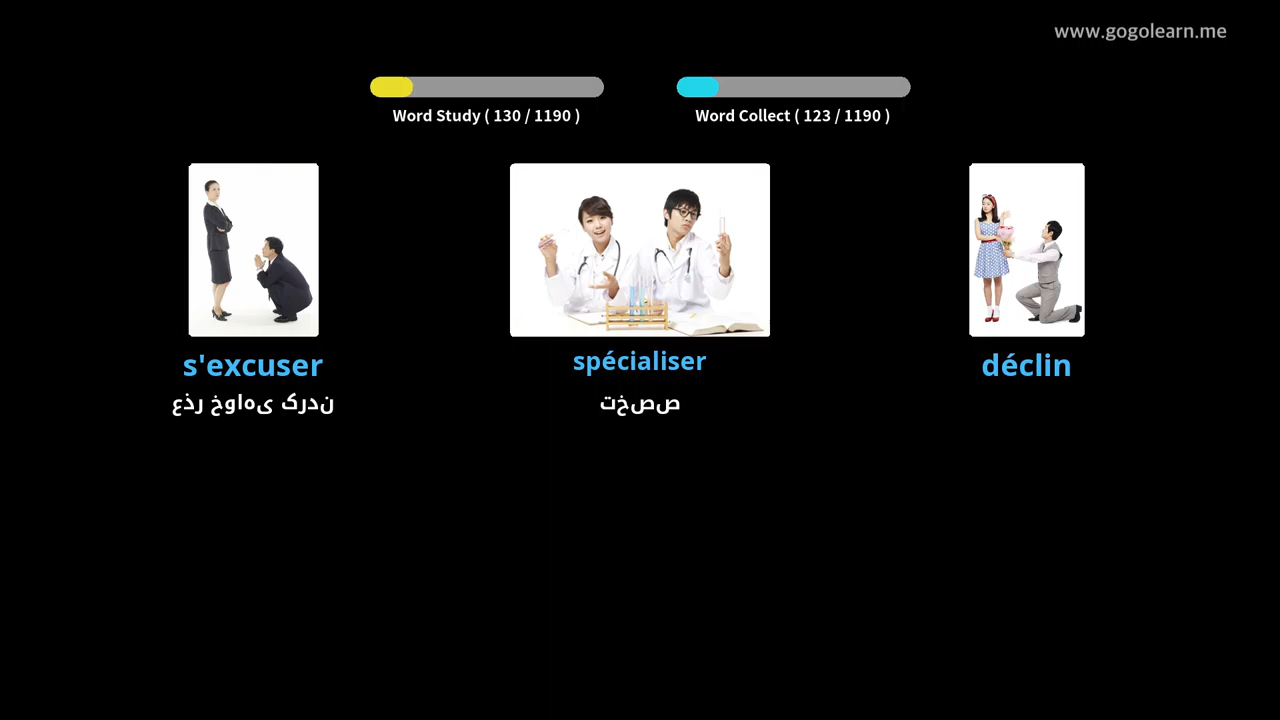 www.gogolearn.me
Word Study ( 130 / 1190 )
Word Collect ( 123 / 1190 )
s'excuser
spécialiser
déclin
عذر خواهی کردن
تخصص